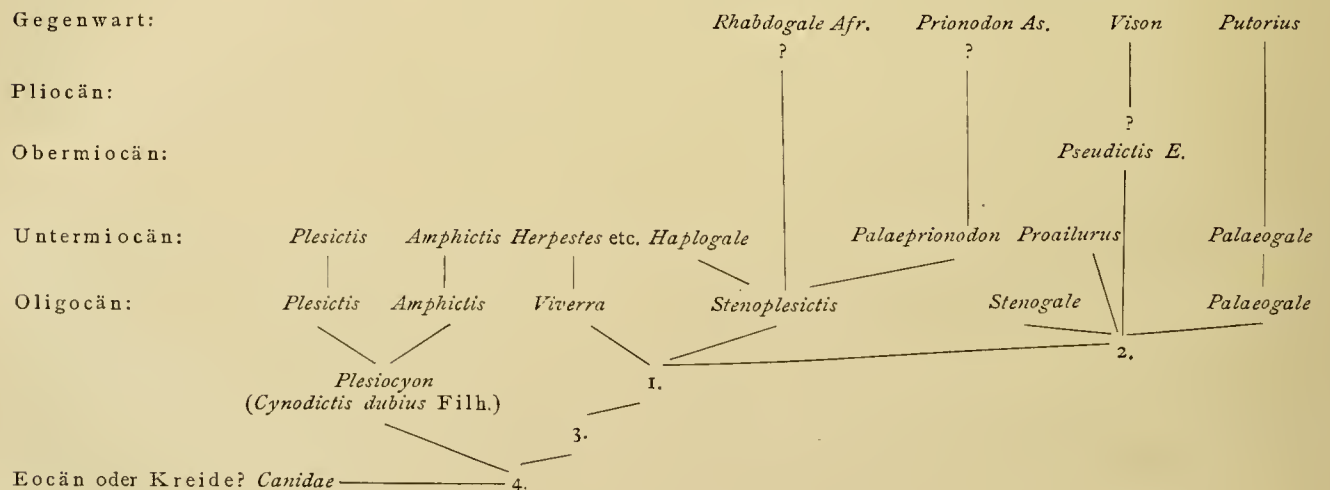 Gegenwart: Rhabdogale Afr. Prionodon As. Vison Putorius
? ?
Pliocän:
?
Obermiocän: Pseudictis E.
Untermiocän: Plesictis Amphictis Herpestes etc. Haplogale Palaeprionodon Proailurus Palaeogale
Oligocän: Plesictis Amphictis Viverra Stenoplesictis Stenogale Palaeogale
2.
Plesiocyon 1.
(Cynodictis dubius Filh.)
3.
Eocän oder Kreide? Canidae 4.